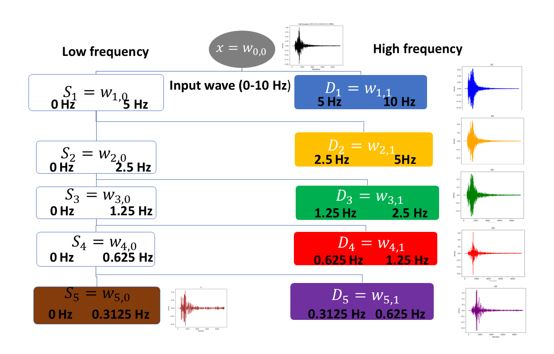 x = w0,0
Low frequency
High frequency
Input wave (0-10 Hz)
S1 = w1,0
0 Hz 5 Hz
D1 = w1,1
5 Hz 10 Hz
D2 = w2,1
2.5 Hz 5Hz
S2 = w2,0
0 Hz 2.5 Hz
S3 = w3,0
0 Hz 1.25 Hz
D3 = w3,1
1.25 Hz 2.5 Hz
S4 = w4,0
0 Hz 0.625 Hz
D4 = w4,1
0.625 Hz 1.25 Hz
S5 = w5,0
0 Hz 0.3125 Hz
D5 = w5,1
0.3125 Hz 0.625 Hz